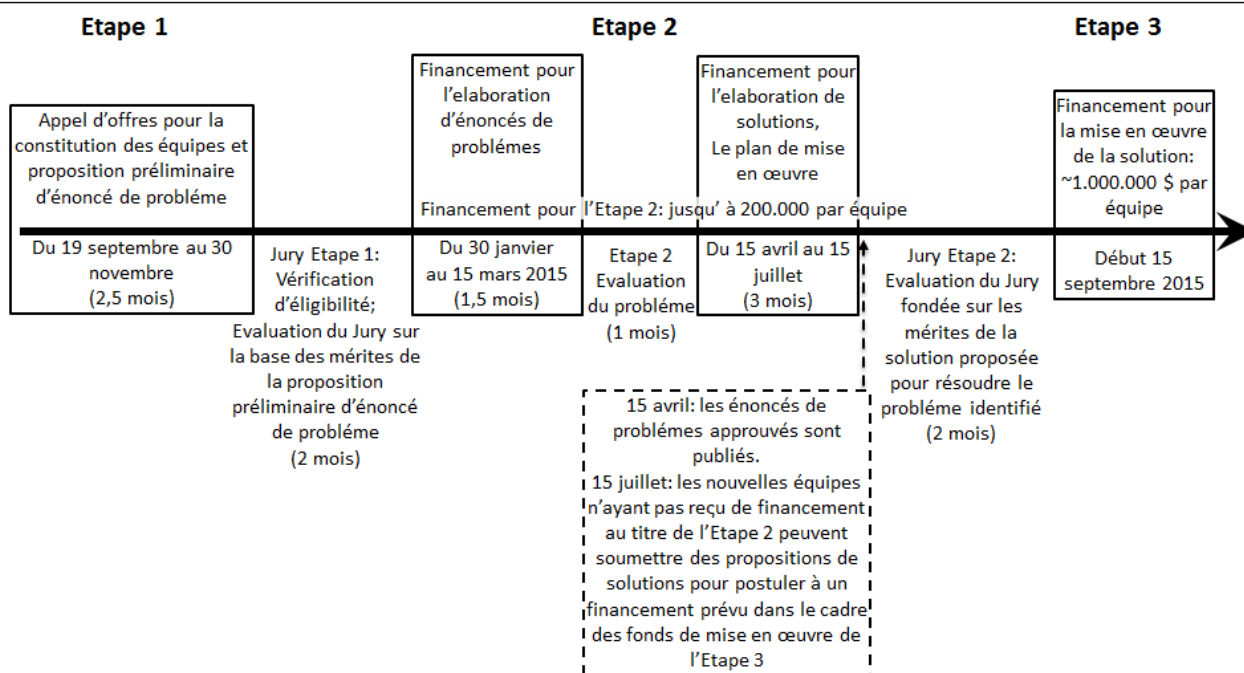 Etape 1
Etape 2
Etape 3
Appel d'offres pour la
constitution des équipes et
proposition préliminaire
d'énoncé de probléme
Financement pour
l'elaboration
d'énoncés de
problèmes
Financement pour
l'elaboration de
solutions,
Le plan de mise
en œuvre
Financement pour
la mise en œuvre
de la solution:
~1.000.000 $ par
équipe
Financement pour l'Etape 2: jusqu' à 200.000 par équipe
Du 19 septembre au 30
novembre
(2,5 mois)
Jury Etape 1:
Vérification
d'éligibilité;
Evaluation du Jury sur
la base des mérites de
la proposition
préliminaire d'énoncé
de probléme
(2 mois)
Du 30 janvier
au 15 mars 2015
(1,5 mois)
Etape 2
Evaluation
du probléme
(1 mois)
Du 15 avril au 15
juillet
(3 mois)
Jury Etape 2:
Evaluation du Jury
fondée sur les
mérites de la
solution proposée
pour résoudre le
probléme identifié
(2 mois)
Début 15
septembre 2015
15 avril: les énoncés de
problèmes approuvés sont
publiés.
15 juillet: les nouvelles équipes
n'ayant pas reçu de financement
au titre de l'Etape 2 peuvent
soumettre des propositions de
solutions pour postuler à un
financement prévu dans le cadre
des fonds de mise en œuvre de
l'Etape 3